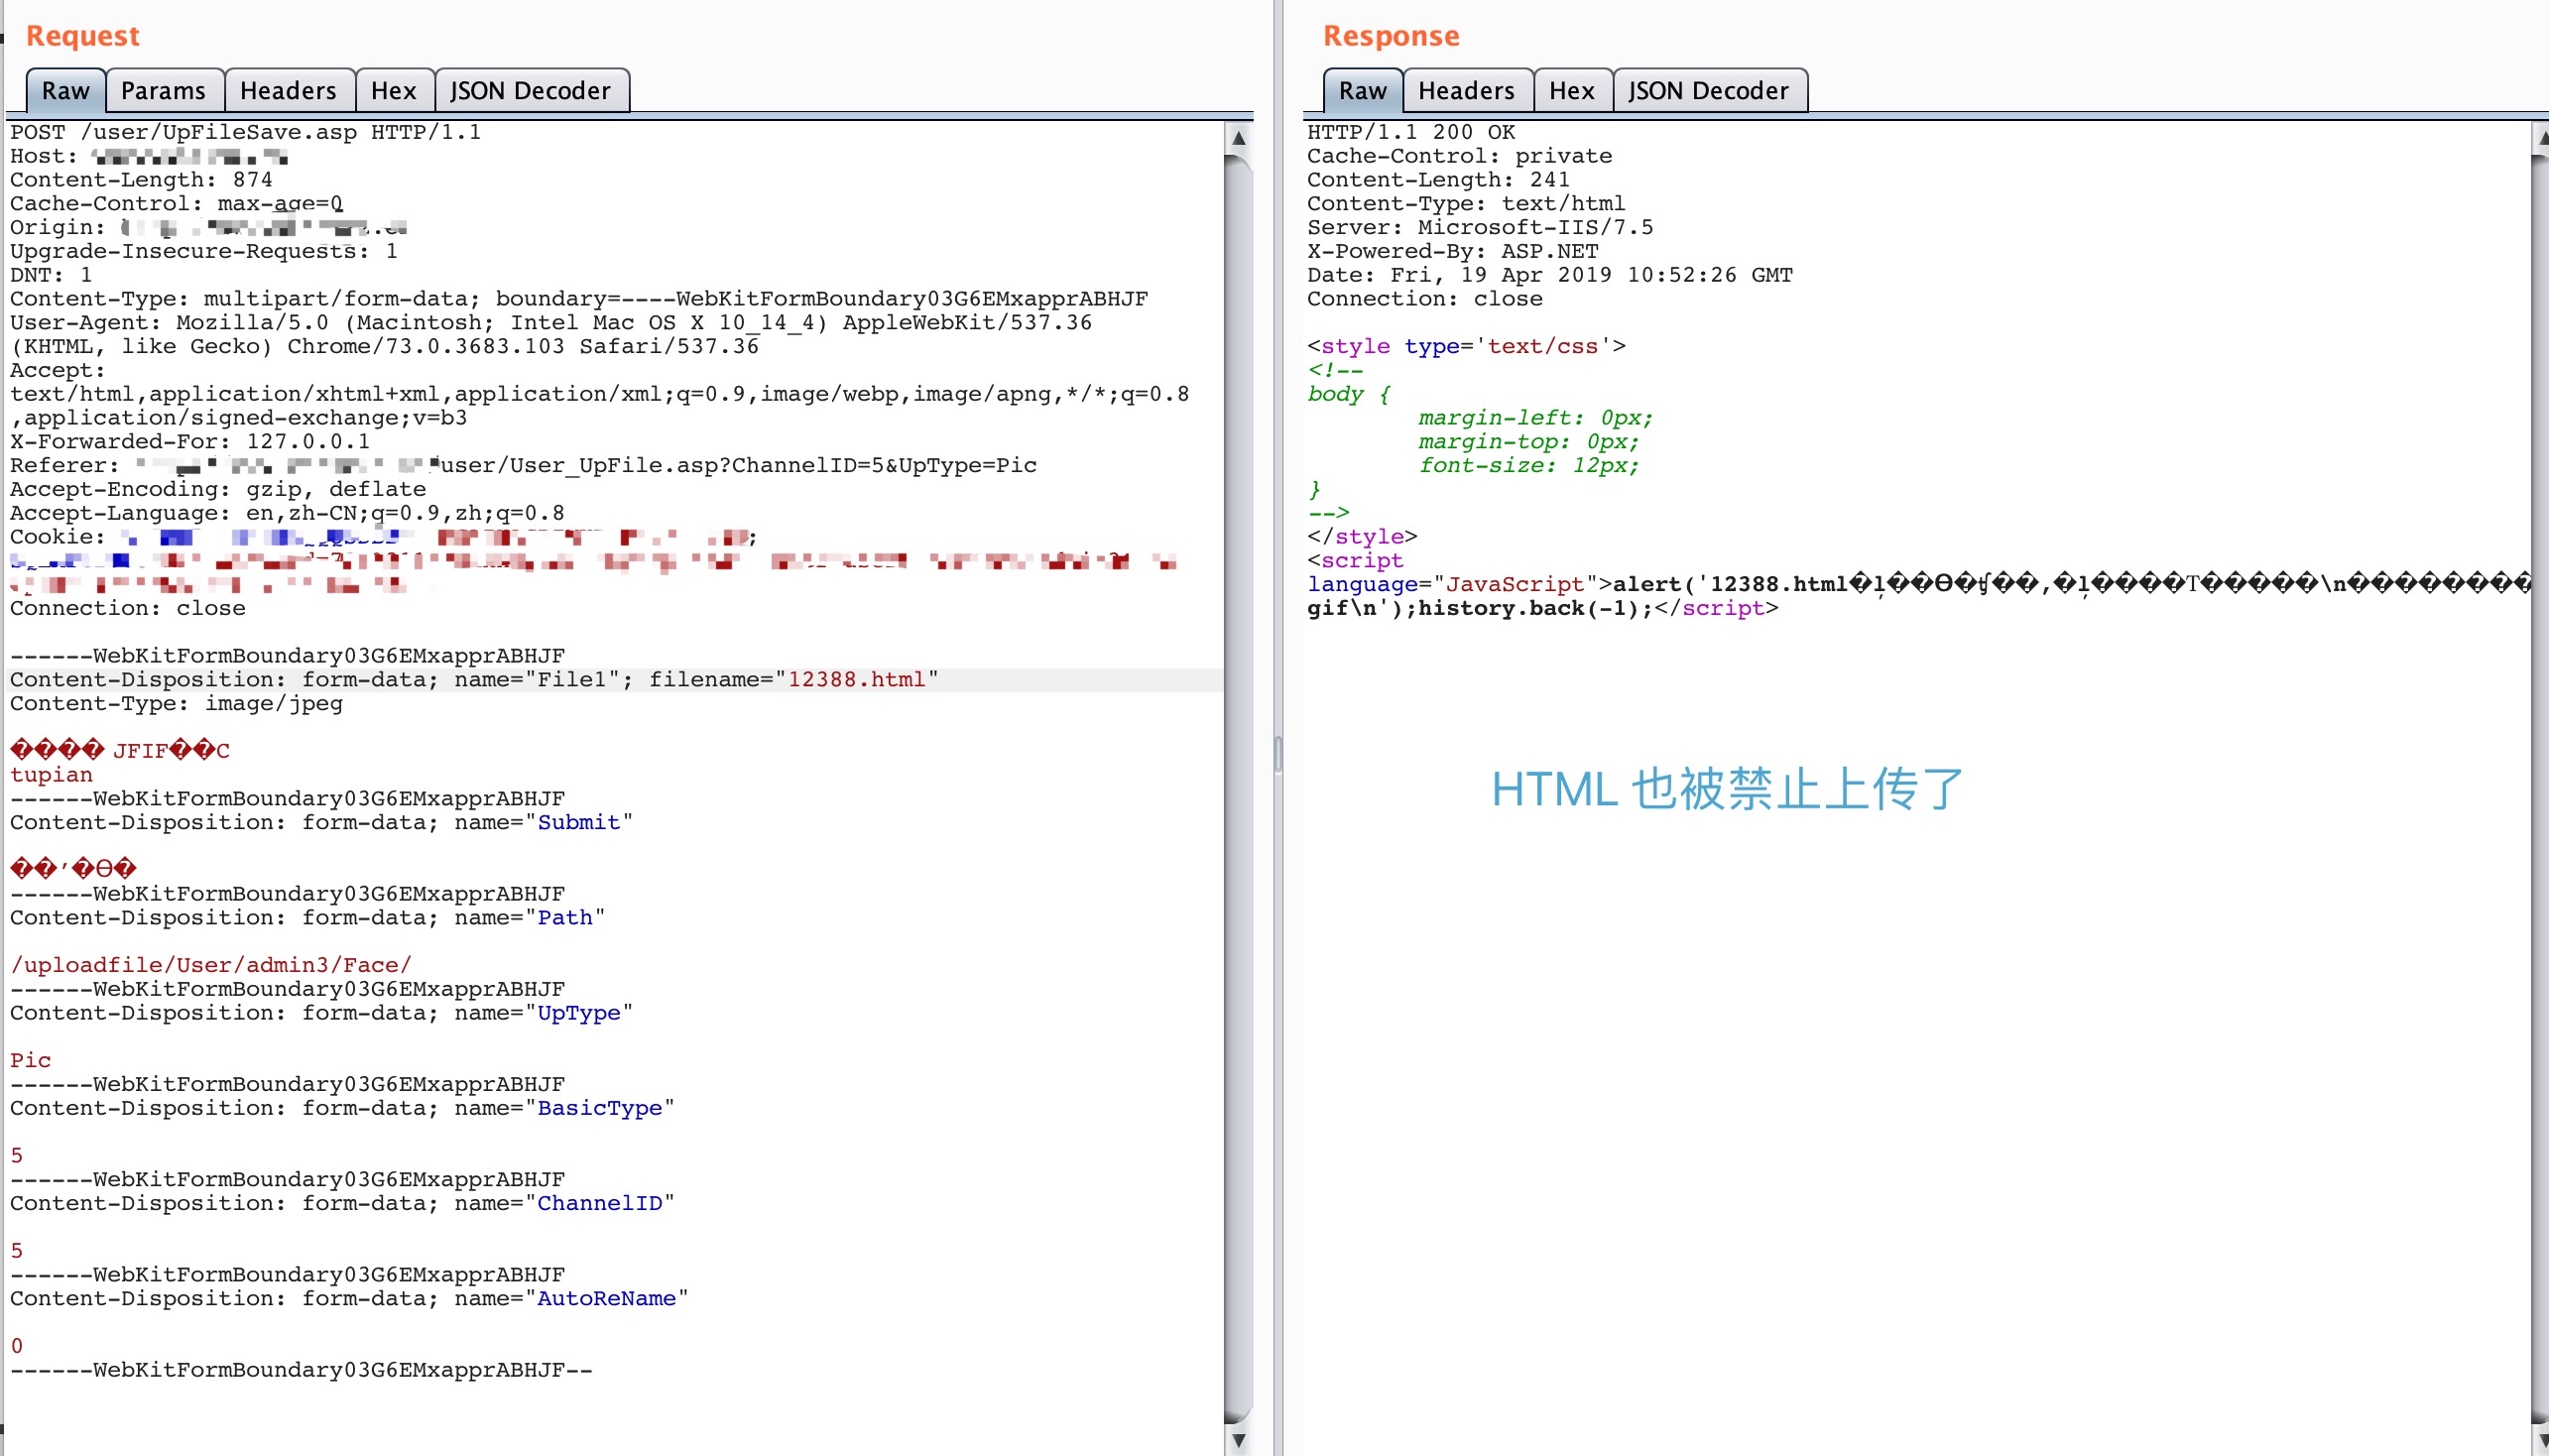 Request
Raw Params Headers Hex JSON Decoder
POST /user/UpFileSave.asp HTTP/1.1
Host:
Content-Length: 874
Cache-Control: max-age=0
Origin:
Upgrade-Insecure-Requests: 1
DNT: 1
Content-Type: multipart/form-data; boundary=----WebKitFormBoundary03G6EMxapprABHJF
User-Agent: Mozilla/5.0 (Macintosh; Intel Mac OS X 10_14_4) AppleWebKit/537.36
(KHTML, like Gecko) Chrome/73.0.3683.103 Safari/537.36
Accept:
text/html,application/xhtml+xml,application/xml;q=0.9,image/webp,image/apng,*/*;q=0.8
,application/signed-exchange;v=b3
X-Forwarded-For: 127.0.0.1
Referer: user/User_UpFile.asp?ChannelID=5&UpType=Pic
Accept-Encoding: gzip, deflate
Accept-Language: en,zh-CN;q=0.9,zh;q=0.8
Cookie: ;
Connection: close
------WebKitFormBoundary03G6EMxapprABHJF
Content-Disposition: form-data; name="File1"; filename="12388.html"
Content-Type: image/jpeg
���� JFIF��C
tupian
------WebKitFormBoundary03G6EMxapprABHJF
Content-Disposition: form-data; name="Submit"
��׳�ϴ�
------WebKitFormBoundary03G6EMxapprABHJF
Content-Disposition: form-data; name="Path"
/uploadfile/User/admin3/Face/
------WebKitFormBoundary03G6EMxapprABHJF
Content-Disposition: form-data; name="UpType"
Pic
------WebKitFormBoundary03G6EMxapprABHJF
Content-Disposition: form-data; name="BasicType"
5
------WebKitFormBoundary03G6EMxapprABHJF
Content-Disposition: form-data; name="ChannelID"
5
------WebKitFormBoundary03G6EMxapprABHJF
Content-Disposition: form-data; name="AutoReName"
0
------WebKitFormBoundary03G6EMxapprABHJF--
Response
Raw Headers Hex JSON Decoder
HTTP/1.1 200 OK
Cache-Control: private
Content-Length: 241
Content-Type: text/html
Server: Microsoft-IIS/7.5
X-Powered-By: ASP.NET
Date: Fri, 19 Apr 2019 10:52:26 GMT
Connection: close
<style type='text/css'>
<!--
body {
margin-left: 0px;
margin-top: 0px;
font-size: 12px;
}
-->
</style>
<script
language="JavaScript">alert('12388.html \n
gif\n');history.back(-1);</script>
HTML 也被禁止上传了